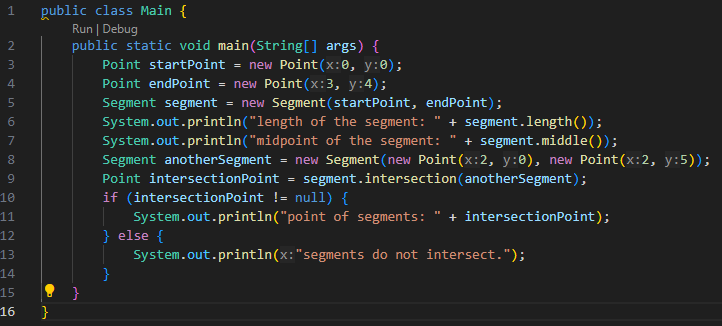 1 public class Main {
Run | Debug
2 public static void main(String[] args) {
3 Point startPoint = new Point(x:0, y:0);
4 Point endPoint = new Point(x:3, y:4);
5 Segment segment = new Segment(startPoint, endPoint);
6 System.out.println("length of the segment: " + segment.length());
7 System.out.println("midpoint of the segment: " + segment.middle());
8 Segment anotherSegment = new Segment(new Point(x:2, y:0), new Point(x:2, y:5));
9 Point intersectionPoint = segment.intersection(anotherSegment);
10 if (intersectionPoint != null) {
11 System.out.println("point of segments: " + intersectionPoint);
12 } else {
13 System.out.println(x:"segments do not intersect.");
14 }
15 }
16 }